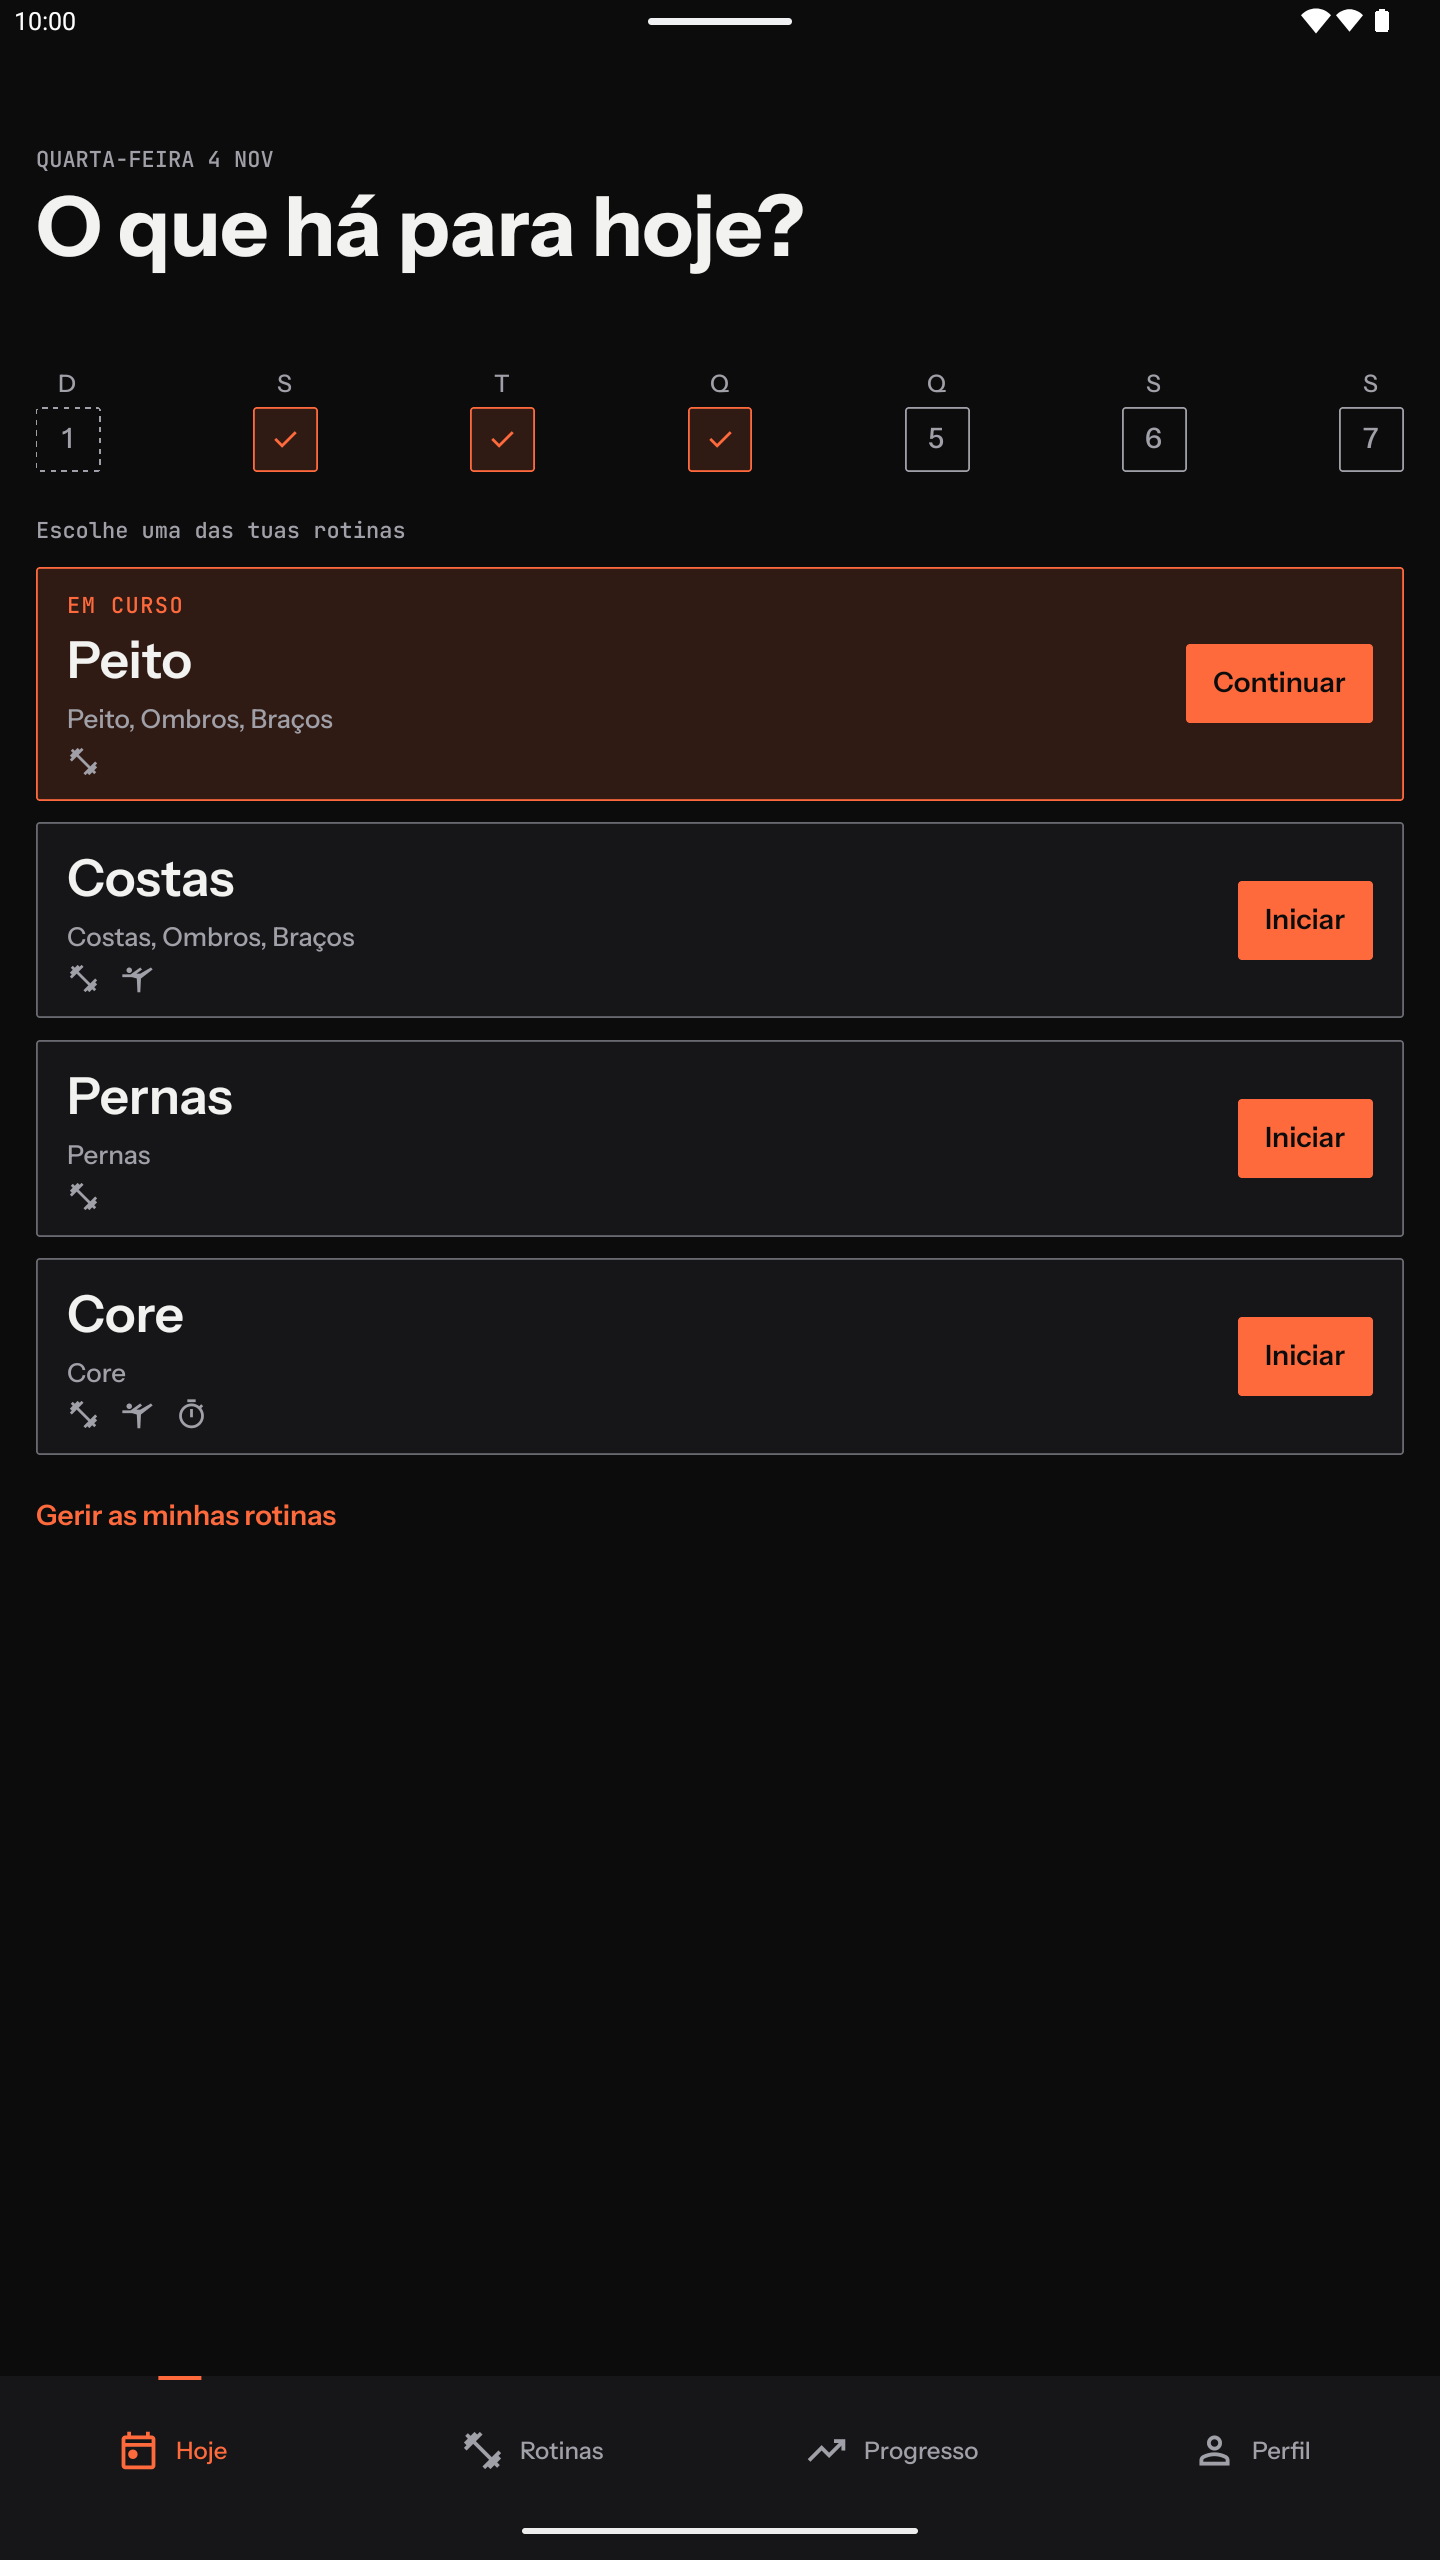 10:00
QUARTA-FEIRA 4 NOV
O que há para hoje?
D S T Q Q S S
1 5 6 7
Escolhe uma das tuas rotinas
EM CURSO
Peito
Peito, Ombros, Braços
Continuar
Costas
Costas, Ombros, Braços
Iniciar
Pernas
Pernas
Iniciar
Core
Core
Iniciar
Gerir as minhas rotinas
Hoje Rotinas Progresso Perfil